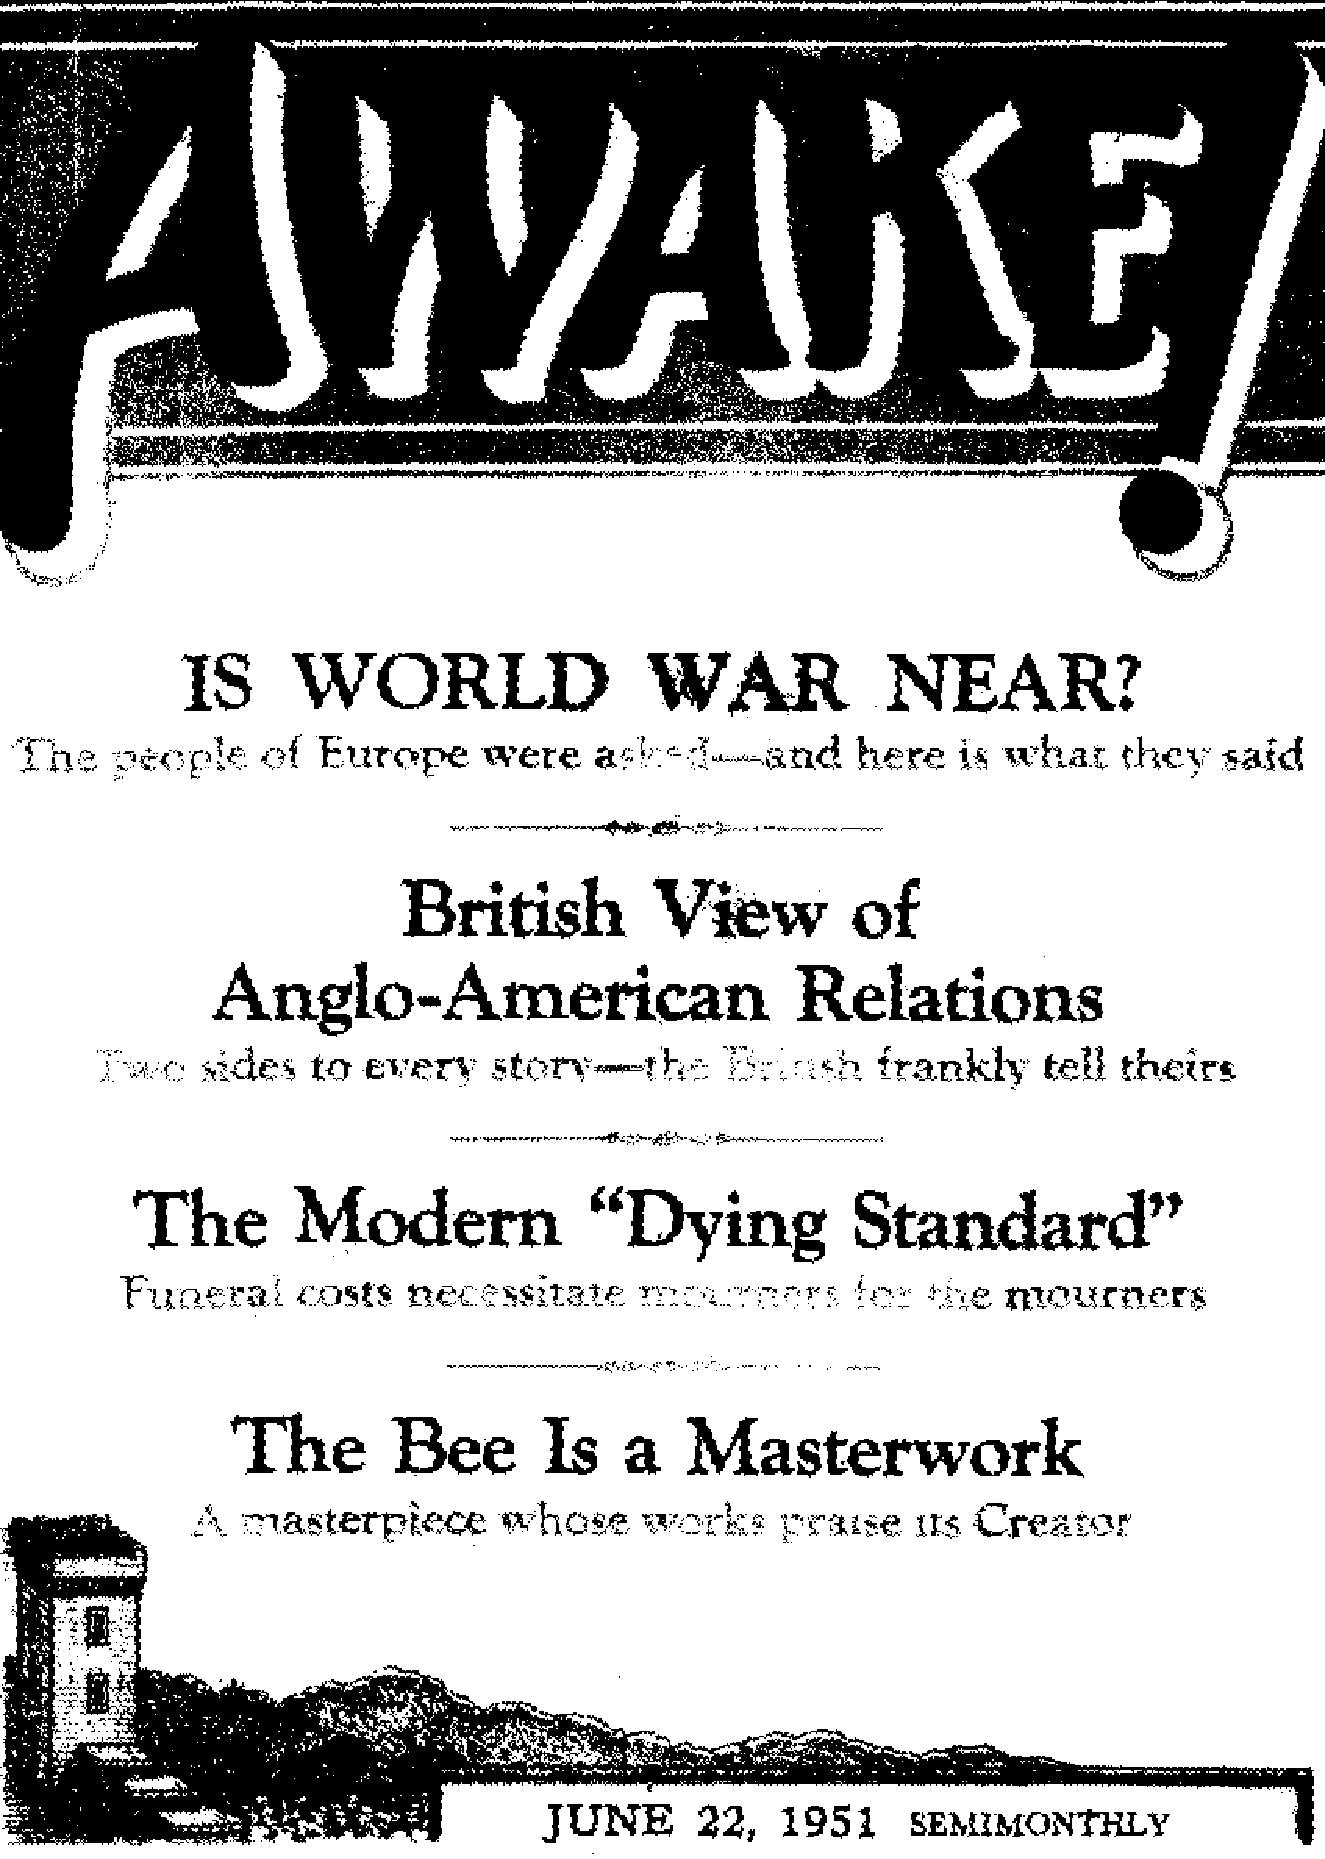 AWAKE!
IS WORLD WAR NEAR?
The people of Europe were asked—and here is what they said
British View of
Anglo-American Relations
Two sides to every story—the British frankly tell theirs
The Modern “Dying Standard”
Funeral costs necessitate mourners for the mourners
The Bee Is a Masterwork
A masterpiece whose works praise its Creator
JUNE 22, 1951 SEMIMONTHLY